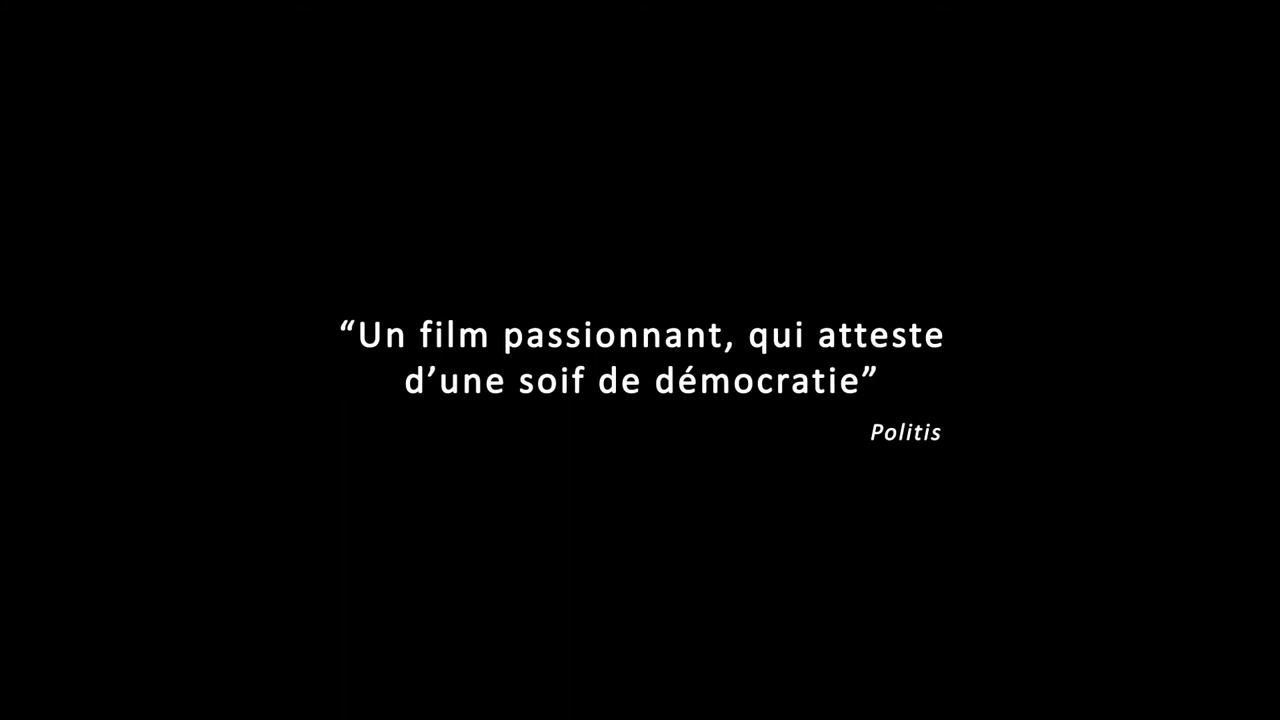 “Un film passionnant, qui atteste
d’une soif de démocratie”
Politis